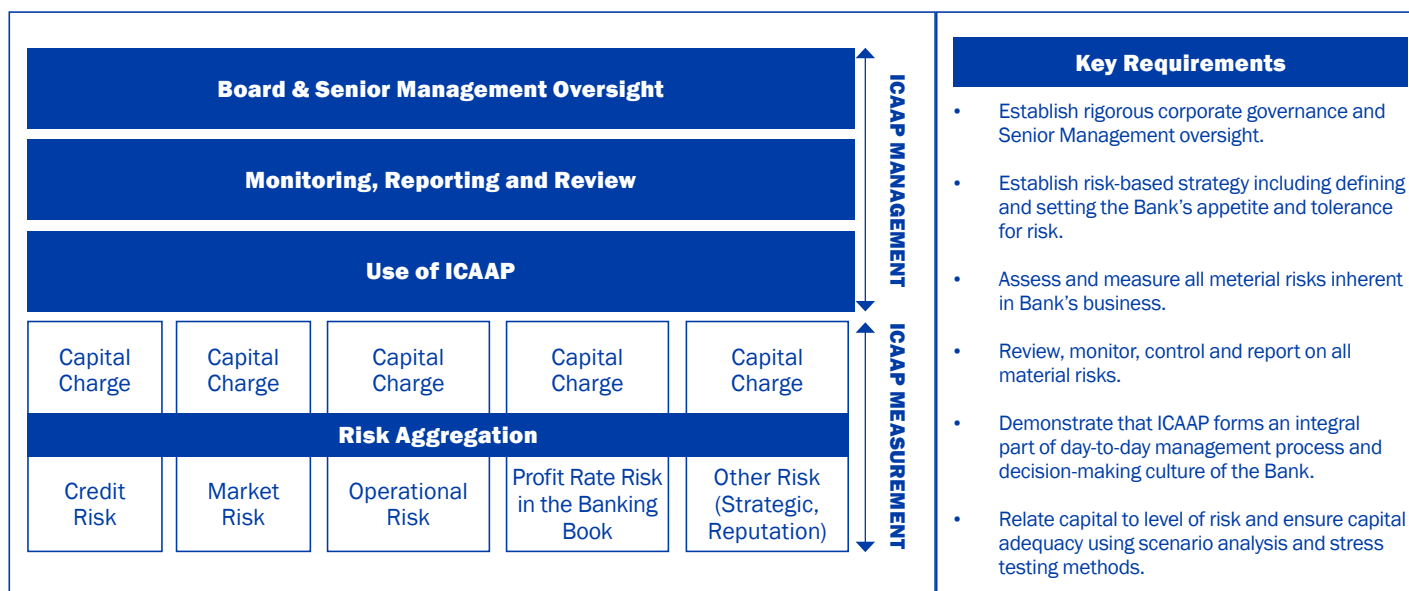 Board & Senior Management Oversight
Monitoring, Reporting and Review
Use of ICAAP
ICAAP MANAGEMENT
Capital
Charge
Capital
Charge
Capital
Charge
Capital
Charge
Capital
Charge
Risk Aggregation
Credit
Risk
Market
Risk
Operational
Risk
Profit Rate Risk
in the Banking
Book
Other Risk
(Strategic,
Reputation)
ICAAP MEASUREMENT
Key Requirements
• Establish rigorous corporate governance and
Senior Management oversight.
• Establish risk-based strategy including defining
and setting the Bank's appetite and tolerance
for risk.
• Assess and measure all meterial risks inherent
in Bank's business.
• Review, monitor, control and report on all
material risks.
• Demonstrate that ICAAP forms an integral
part of day-to-day management process and
decision-making culture of the Bank.
• Relate capital to level of risk and ensure capital
adequacy using scenario analysis and stress
testing methods.